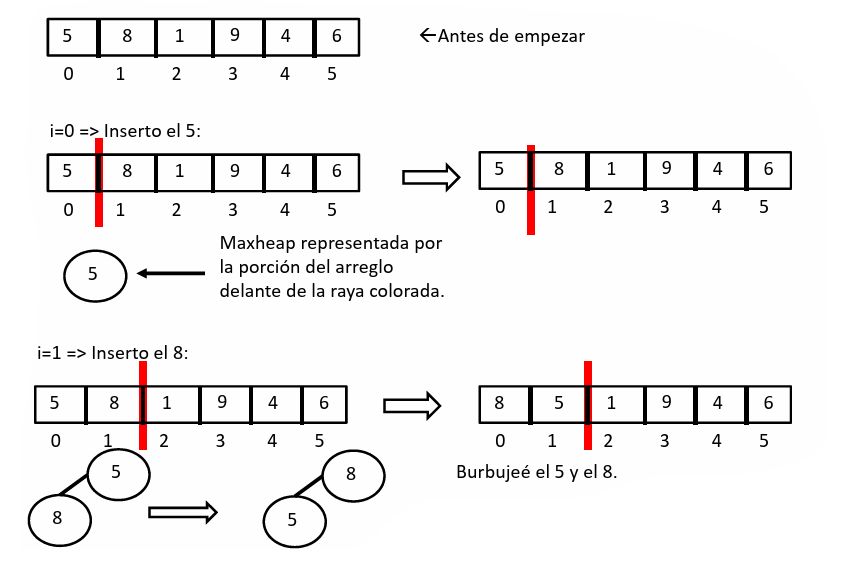 5 8 1 9 4 6 ←Antes de empezar
0 1 2 3 4 5
i=0 => Inserto el 5:
5 8 1 9 4 6
0 1 2 3 4 5
5 8 1 9 4 6
0 1 2 3 4 5
5
Maxheap representada por
la porción del arreglo
delante de la raya colorada.
i=1 => Inserto el 8:
5 8 1 9 4 6
0 1 2 3 4 5
8 5 1 9 4 6
0 1 2 3 4 5
Burbujeé el 5 y el 8.
5
8
8
5